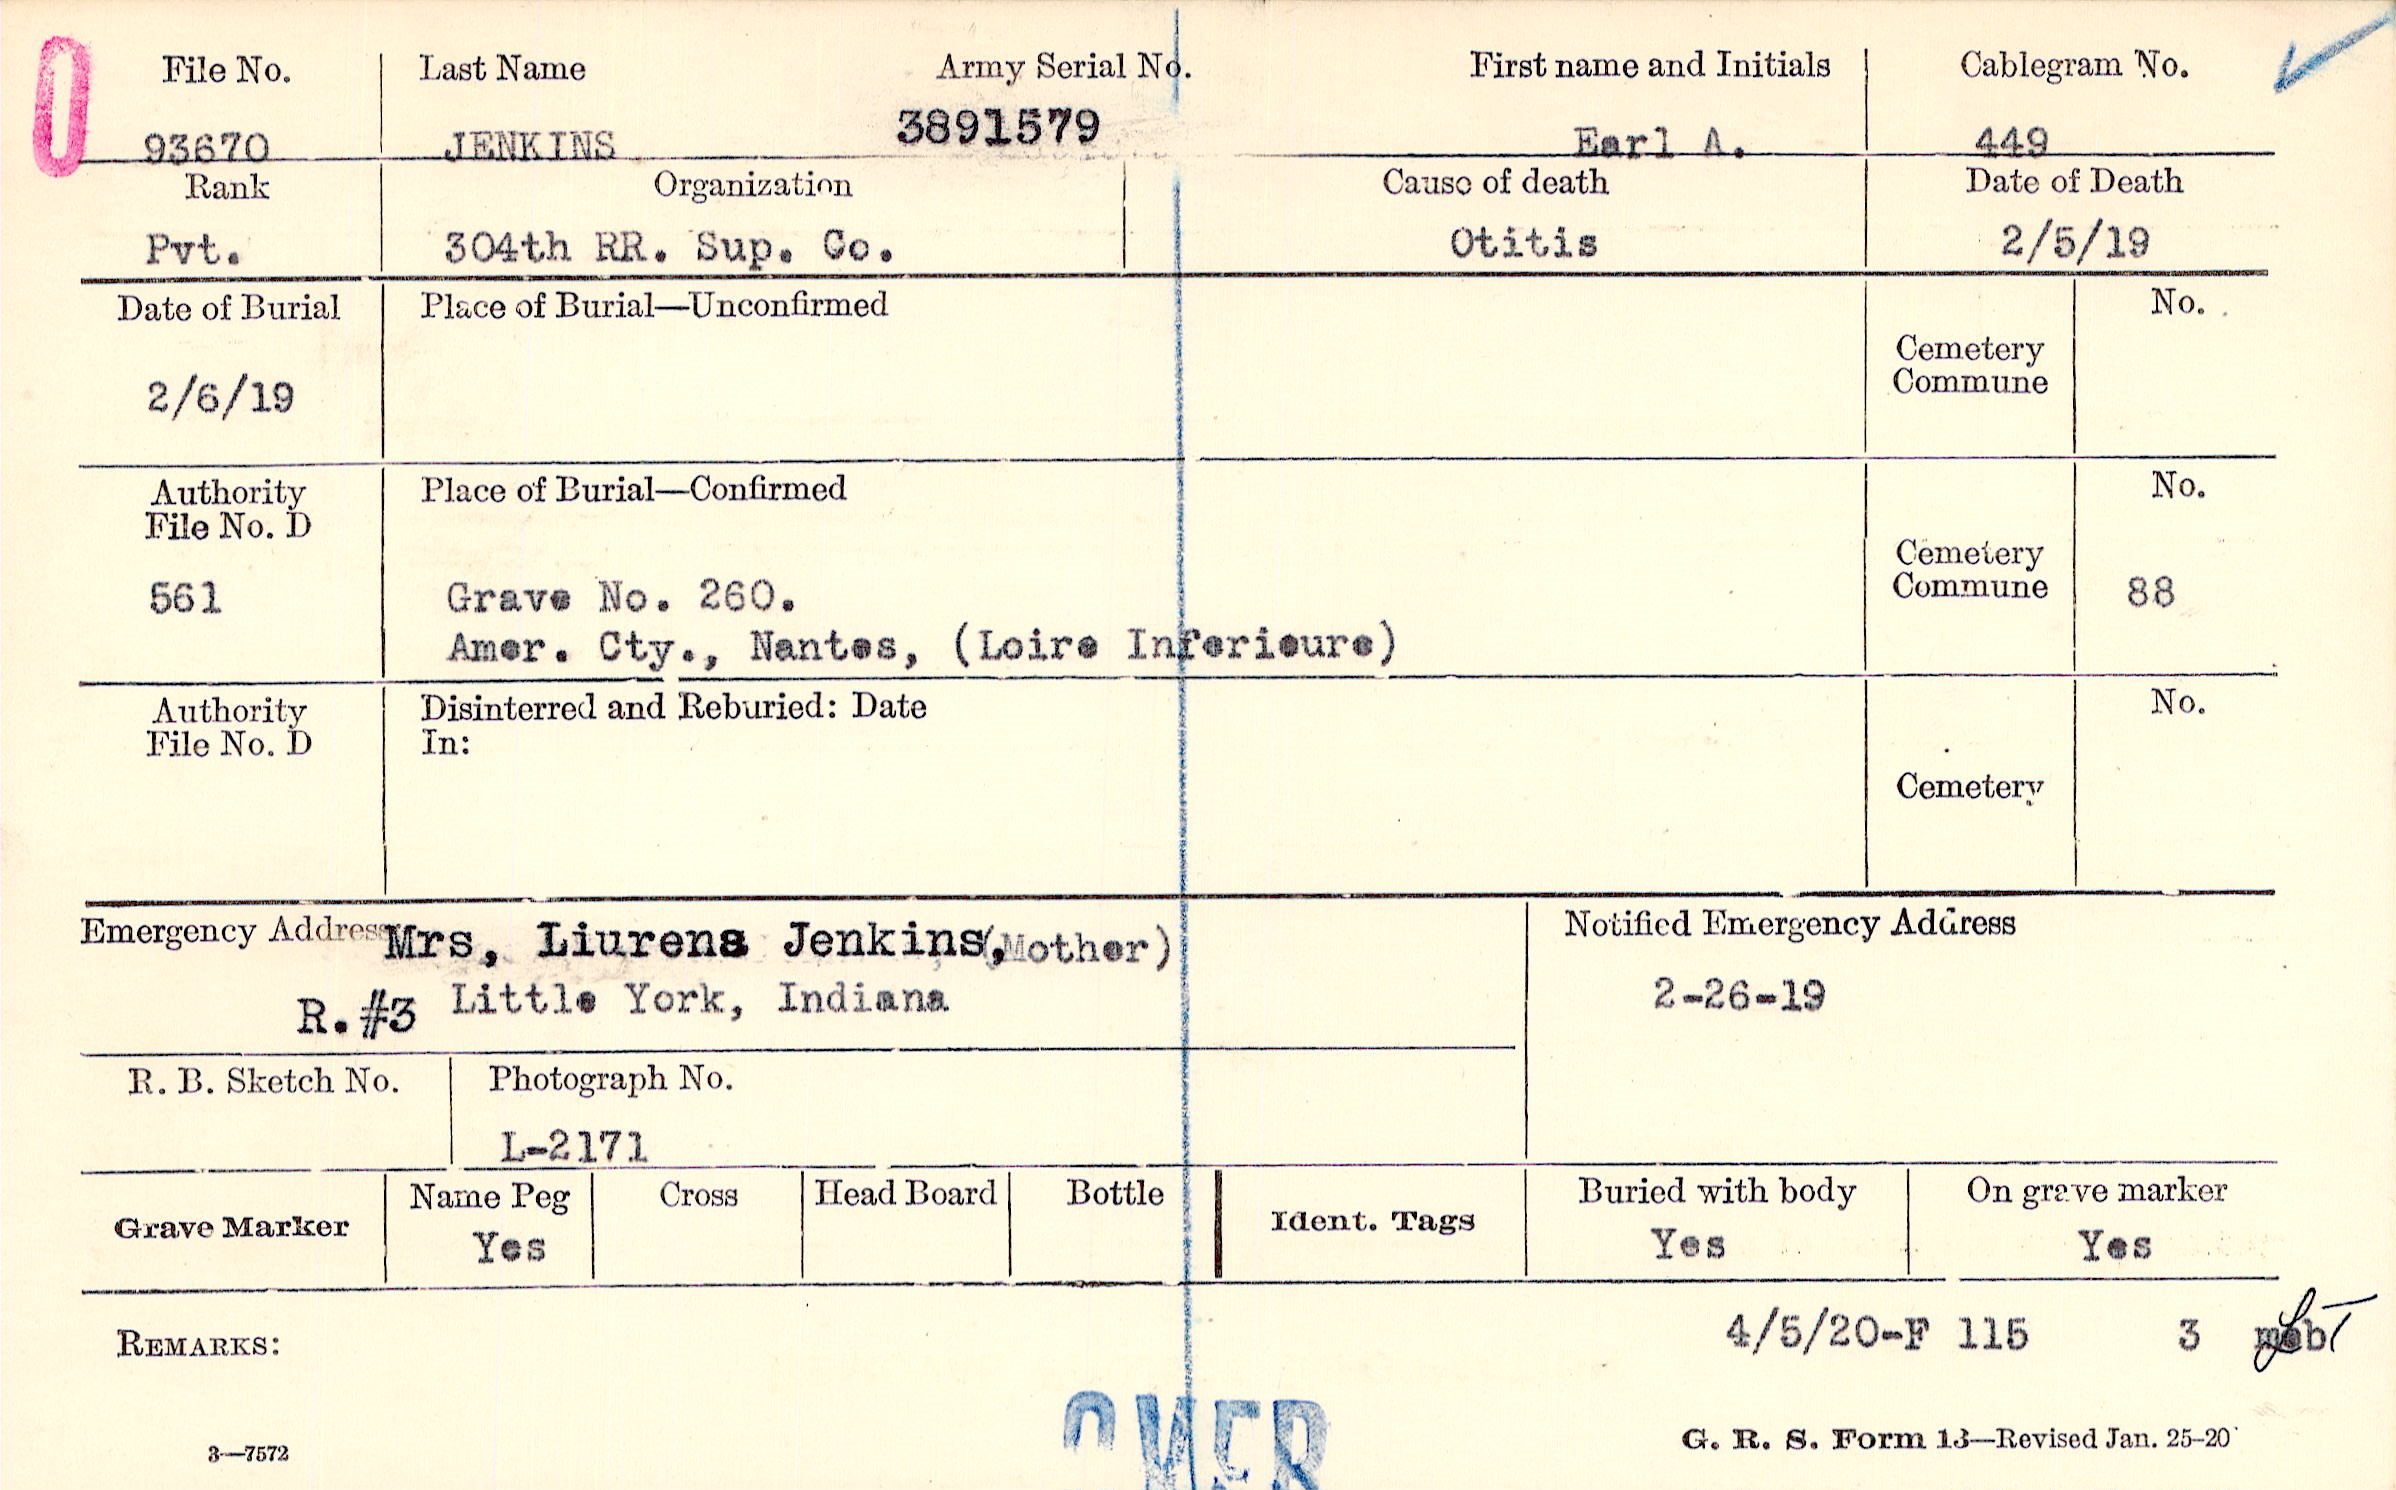 0
File No. Last Name Army Serial No. First name and Initials Cablegram No.
93670 JENKINS 3891579 Earl A. 449
Rank Organization Cause of death Date of Death
Pvt. 304th RR. Sup. Co. Otitis 2/5/19
Date of Burial Place of Burial—Unconfirmed No.
Cemetery
Commune
2/6/19
Authority Place of Burial—Confirmed No.
File No. D
Cemetery
Commune
561 Grave No. 260. 88
Amer. Cty., Nantes, (Loire Inferieure)
Authority Disinterred and Reburied: Date No.
File No. D In:
Cemetery
Emergency Address Mrs, Liurena Jenkins, (Mother) Notified Emergency Address
R.#3 Little York, Indiana 2-26-19
R. B. Sketch No. Photograph No.
L-2171
Grave Marker Name Peg Cross Head Board Bottle Ident. Tags Buried with body On grave marker
Yes Yes Yes
4/5/20-F 115 3
REMARKS:
OVER
3—7572 G. R. S. Form 13—Revised Jan. 25-20